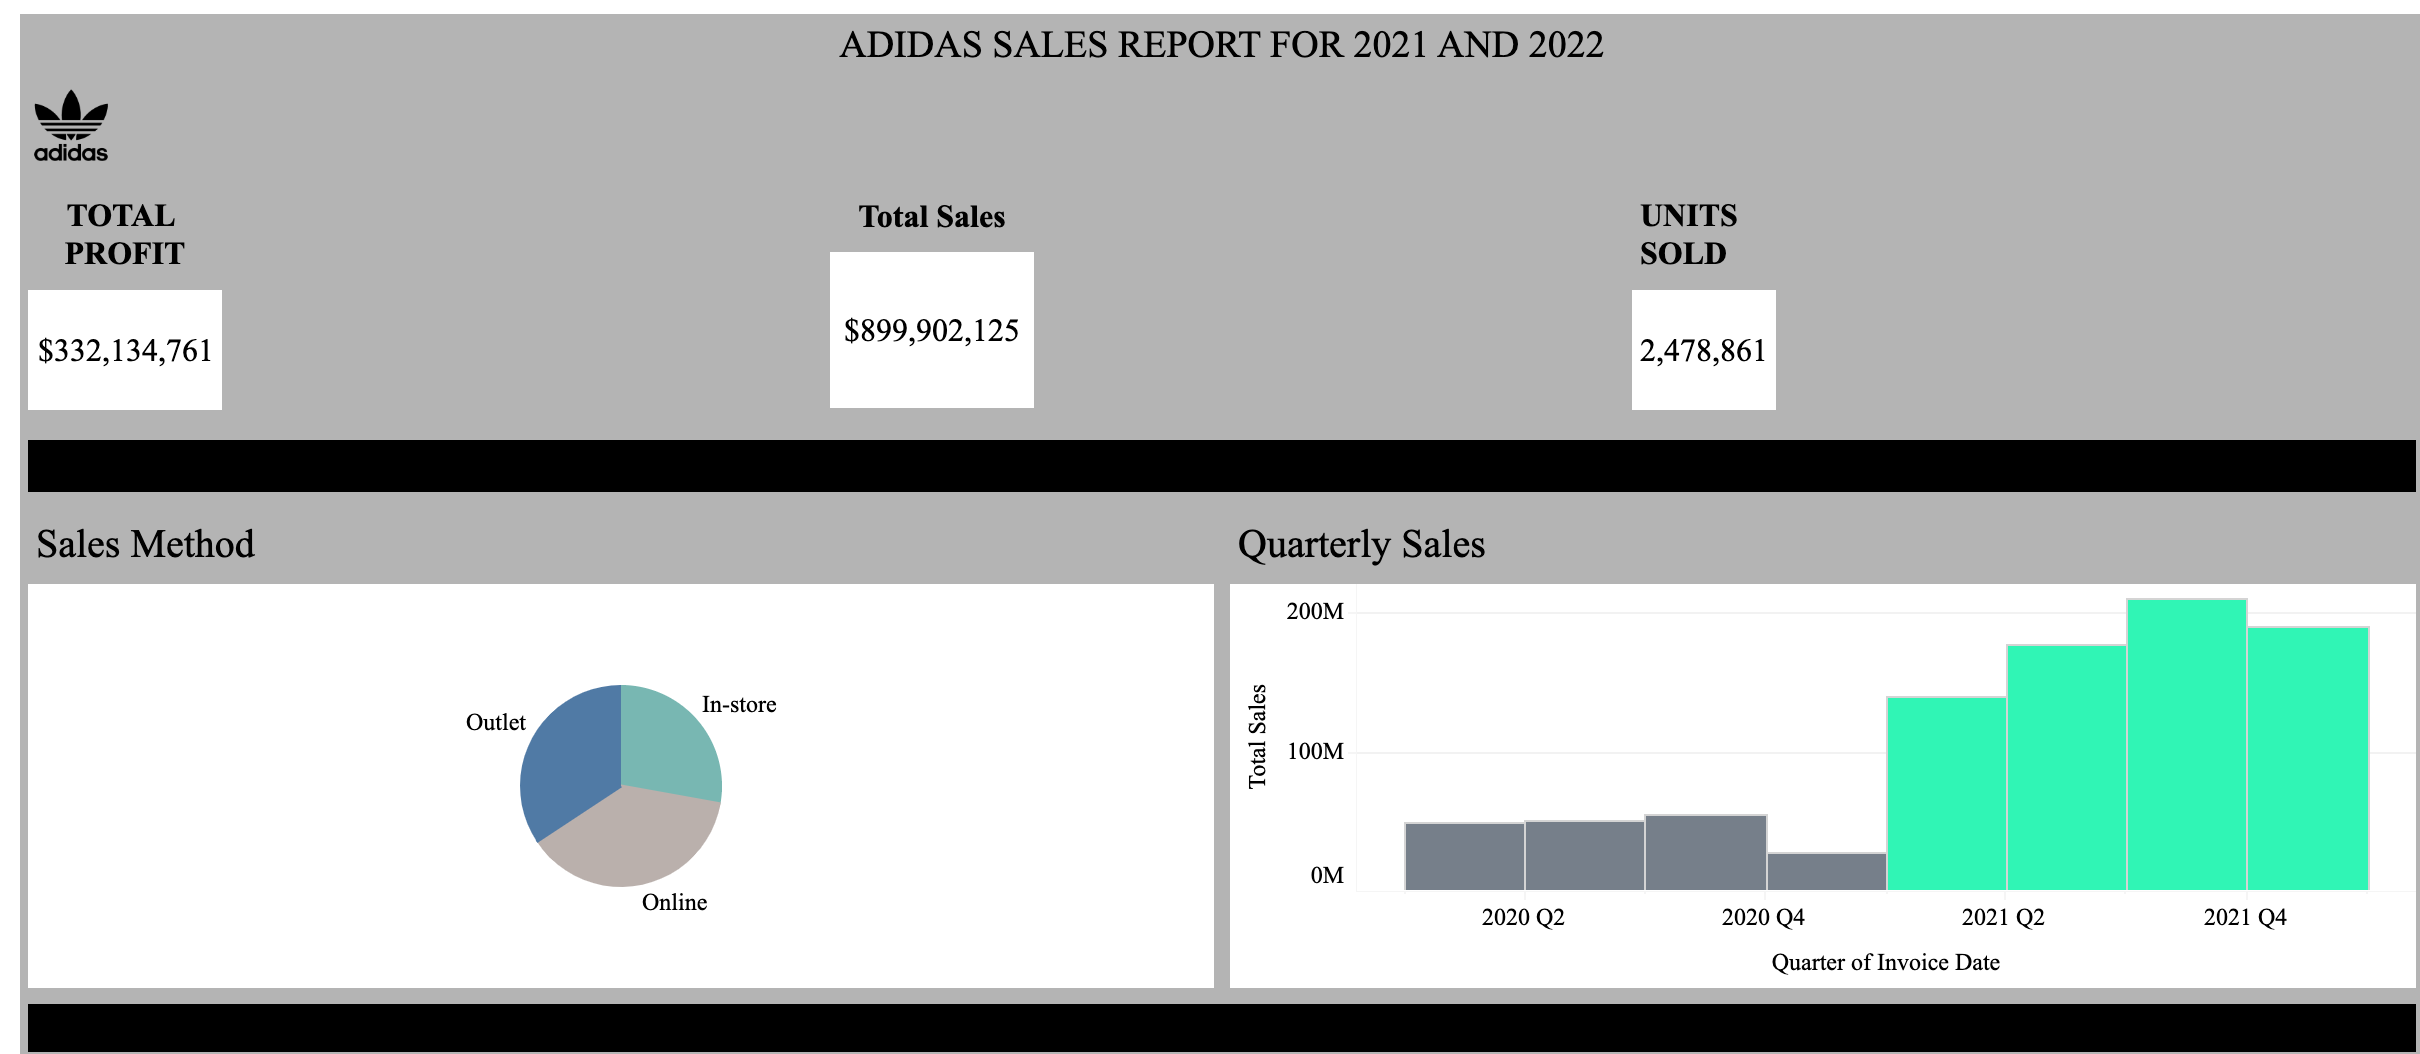 ADIDAS SALES REPORT FOR 2021 AND 2022
adidas
TOTAL
PROFIT
$332,134,761
Total Sales
$899,902,125
UNITS
SOLD
2,478,861
Sales Method
Outlet
In-store
Online
Quarterly Sales
Total Sales
200M
100M
0M
2020 Q2
2020 Q4
2021 Q2
2021 Q4
Quarter of Invoice Date